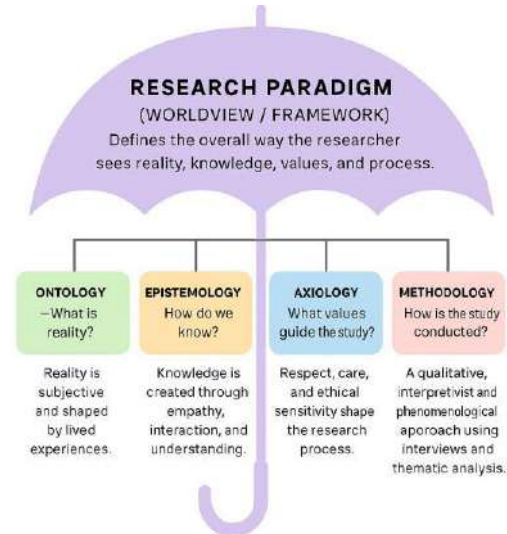 RESEARCH PARADIGM
(WORLDVIEW / FRAMEWORK)
Defines the overall way the researcher
sees reality, knowledge, values, and process.
ONTOLOGY
—What is
reality?
Reality is
subjective
and shaped
by lived
experiences.
EPISTEMOLOGY
How do we
know?
Knowledge is
created through
empathy,
interaction, and
understanding.
AXIOLOGY
What values
guide the study?
Respect, care,
and ethical
sensitivity shape
the research
process.
METHODOLOGY
How is the study
conducted?
A qualitative,
interpretivist and
phenomenological
approach using
interviews and
thematic analysis.